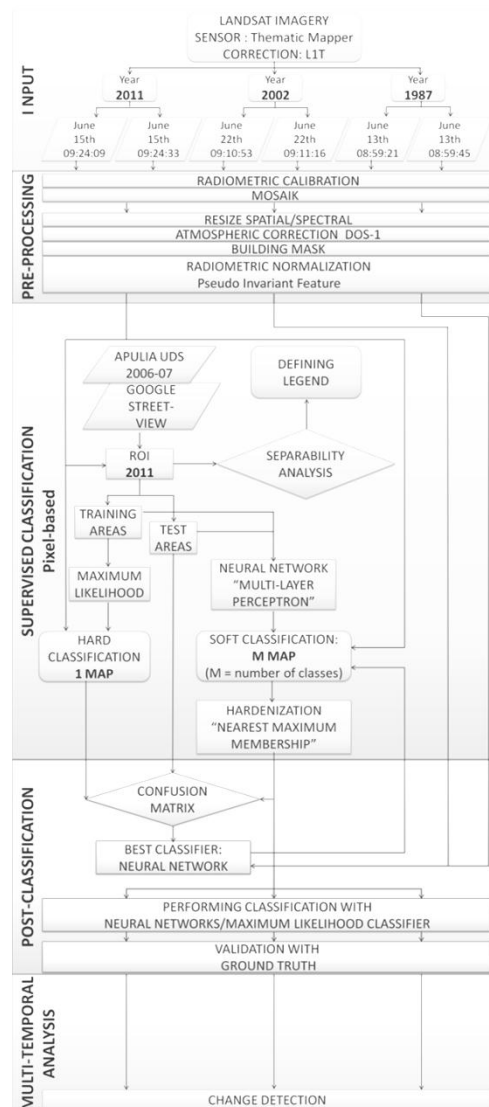 LANDSAT IMAGERY
SENSOR : Thematic Mapper
CORRECTION: L1T
INPUT
Year
2011
Year
2002
Year
1987
June
15th
09:24:09
June
15th
09:24:33
June
22th
09:10:53
June
22th
09:11:16
June
13th
08:59:21
June
13th
08:59:45
PRE-PROCESSING
RADIOMETRIC CALIBRATION
MOSAIK
RESIZE SPATIAL/SPECTRAL
ATMOSPHERIC CORRECTION DOS-1
BUILDING MASK
RADIOMETRIC NORMALIZATION
Pseudo Invariant Feature
SUPERVISED CLASSIFICATION
Pixel-based
APULIA UDS
2006-07
GOOGLE
STREET-
VIEW
DEFINING
LEGEND
ROI
2011
SEPARABILITY
ANALYSIS
TRAINING
AREAS
TEST
AREAS
MAXIMUM
LIKELIHOOD
NEURAL NETWORK
"MULTI-LAYER
PERCEPTRON"
HARD
CLASSIFICATION
1 MAP
SOFT CLASSIFICATION:
M MAP
(M = number of classes)
HARDENIZATION
"NEAREST MAXIMUM
MEMBERSHIP"
POST-CLASSIFICATION
CONFUSION
MATRIX
BEST CLASSIFIER:
NEURAL NETWORK
PERFORMING CLASSIFICATION WITH
NEURAL NETWORKS/MAXIMUM LIKELIHOOD CLASSIFIER
VALIDATION WITH
GROUND TRUTH
MULTI-TEMPORAL
ANALYSIS
CHANGE DETECTION